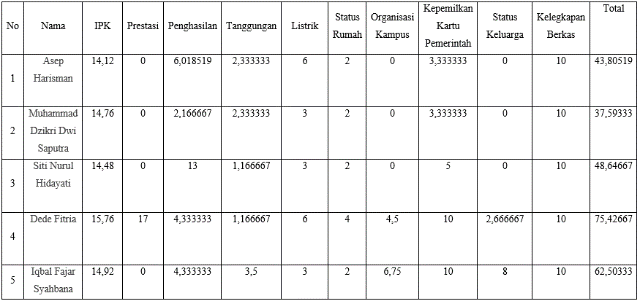 No Nama IPK Prestasi Penghasilan Tanggungan Listrik Status Rumah Organisasi Kampus Kepemilkan Kartu Pemerintah Status Keluarga Kelegkapan Berkas Total
1 Asep Harisman 14,12 0 6,018519 2,333333 6 2 0 3,333333 0 10 43,80519
2 Muhammad Dzikri Dwi Saputra 14,76 0 2,166667 2,333333 3 2 0 3,333333 0 10 37,59333
3 Siti Nurul Hidayati 14,48 0 13 1,166667 3 2 0 5 0 10 48,64667
4 Dede Fitria 15,76 17 4,333333 1,166667 6 4 4,5 10 2,666667 10 75,42667
5 Iqbal Fajar Syahbana 14,92 0 4,333333 3,5 3 2 6,75 10 8 10 62,50333